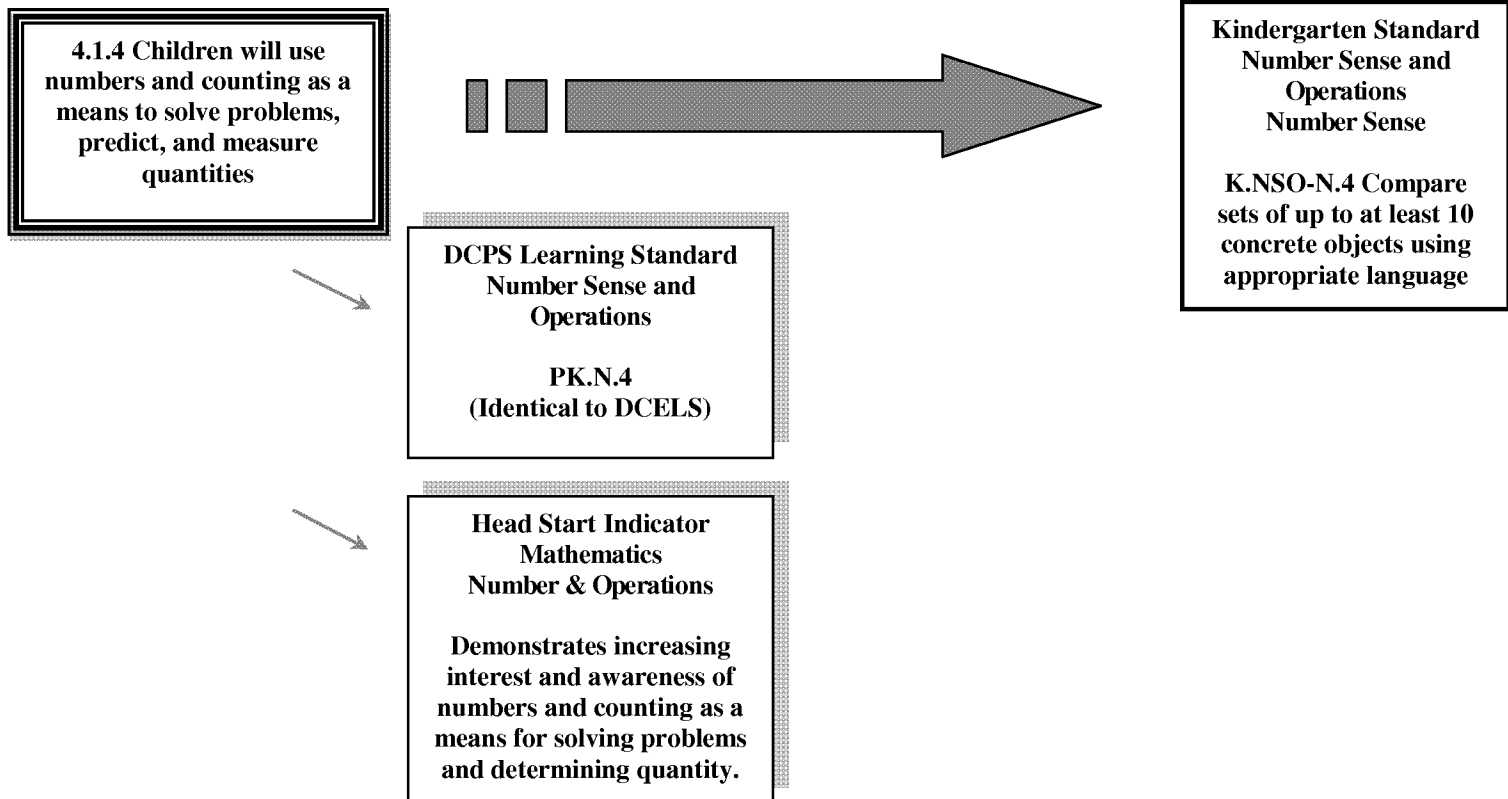 4.1.4 Children will use
numbers and counting as a
means to solve problems,
predict, and measure
quantities
Kindergarten Standard
Number Sense and
Operations
Number Sense
K.NSO-N.4 Compare
sets of up to at least 10
concrete objects using
appropriate language
DCPS Learning Standard
Number Sense and
Operations
PK.N.4
(Identical to DCELS)
Head Start Indicator
Mathematics
Number & Operations
Demonstrates increasing
interest and awareness of
numbers and counting as a
means for solving problems
and determining quantity.